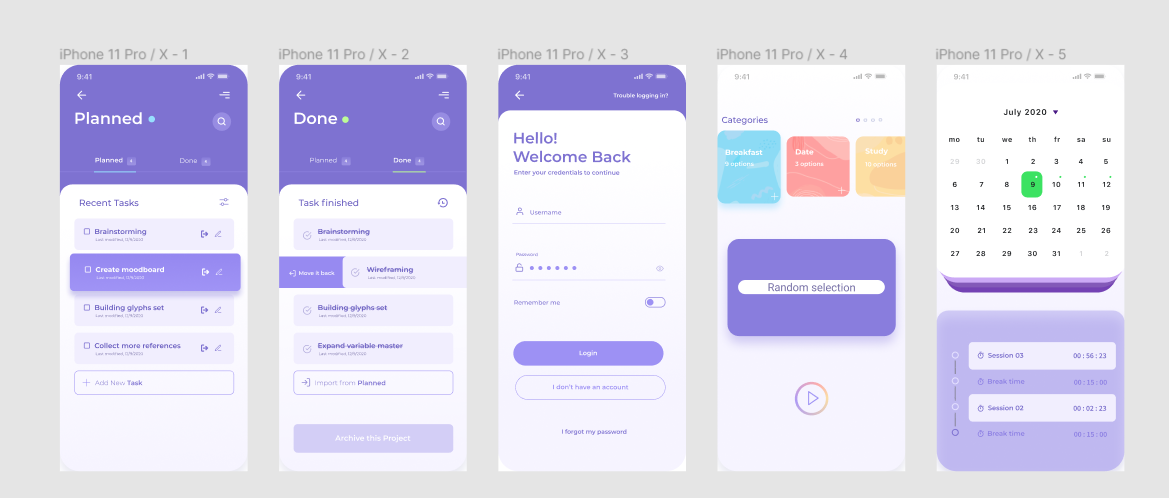 iPhone 11 Pro / X - 1
9:41
Planned
Planned
Done
Recent Tasks
Brainstorming
Last modified, 12/9/2020
Create moodboard
Last modified, 12/9/2020
Building glyphs set
Last modified, 12/9/2020
Collect more references
Last modified, 12/9/2020
Add New Task
iPhone 11 Pro / X - 2
9:41
Done
Planned
Done
Task finished
Brainstorming
Last modified, 12/9/2020
Move it back
Wireframing
Last modified, 12/9/2020
Building glyphs set
Last modified, 12/9/2020
Expand variable master
Last modified, 12/9/2020
Import from Planned
Archive this Project
iPhone 11 Pro / X - 3
9:41
Trouble logging in?
Hello!
Welcome Back
Enter your credentials to continue
Username
Password
Remember me
Login
I don't have an account
I forgot my password
iPhone 11 Pro / X - 4
9:41
Categories
Breakfast
9 options
Date
3 options
Study
10 options
Random selection
iPhone 11 Pro / X - 5
9:41
July 2020
mo tu we th fr sa su
29 30 1 2 3 4 5
6 7 8 9 10 11 12
13 14 15 16 17 18 19
20 21 22 23 24 25 26
27 28 29 30 31 1 2
Session 03 00:56:23
Break time 00:15:00
Session 02 00:02:23
Break time 00:15:00